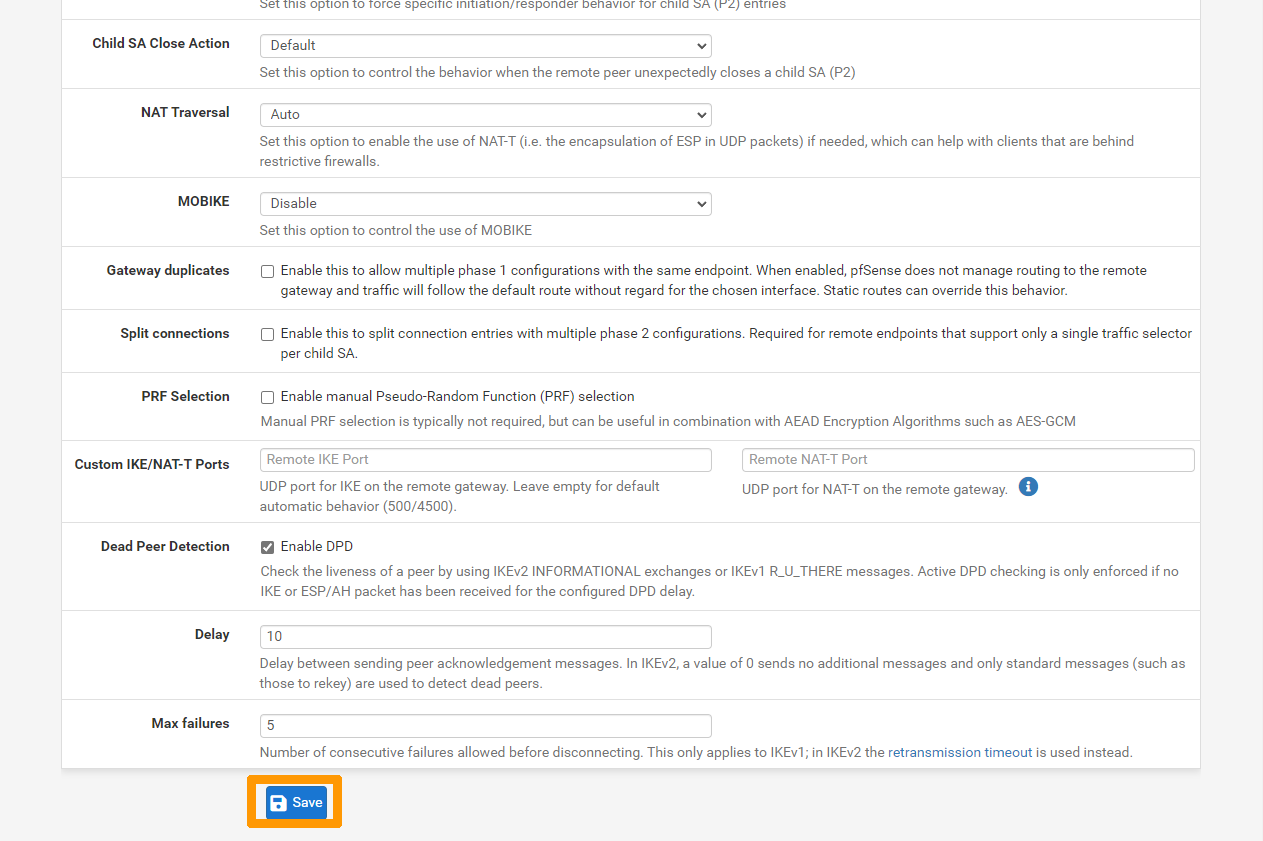 Set this option to force specific initiation/responder behavior for child SA (P2) entries
Child SA Close Action
Default
Set this option to control the behavior when the remote peer unexpectedly closes a child SA (P2)
NAT Traversal
Auto
Set this option to enable the use of NAT-T (i.e. the encapsulation of ESP in UDP packets) if needed, which can help with clients that are behind
restrictive firewalls.
MOBIKE
Disable
Set this option to control the use of MOBIKE
Gateway duplicates
Enable this to allow multiple phase 1 configurations with the same endpoint. When enabled, pfSense does not manage routing to the remote
gateway and traffic will follow the default route without regard for the chosen interface. Static routes can override this behavior.
Split connections
Enable this to split connection entries with multiple phase 2 configurations. Required for remote endpoints that support only a single traffic selector
per child SA.
PRF Selection
Enable manual Pseudo-Random Function (PRF) selection
Manual PRF selection is typically not required, but can be useful in combination with AEAD Encryption Algorithms such as AES-GCM
Custom IKE/NAT-T Ports
Remote IKE Port
UDP port for IKE on the remote gateway. Leave empty for default
automatic behavior (500/4500).
Remote NAT-T Port
UDP port for NAT-T on the remote gateway.
Dead Peer Detection
Enable DPD
Check the liveness of a peer by using IKEv2 INFORMATIONAL exchanges or IKEv1 R_U_THERE messages. Active DPD checking is only enforced if no
IKE or ESP/AH packet has been received for the configured DPD delay.
Delay
10
Delay between sending peer acknowledgement messages. In IKEv2, a value of 0 sends no additional messages and only standard messages (such as
those to rekey) are used to detect dead peers.
Max failures
5
Number of consecutive failures allowed before disconnecting. This only applies to IKEv1; in IKEv2 the retransmission timeout is used instead.
Save